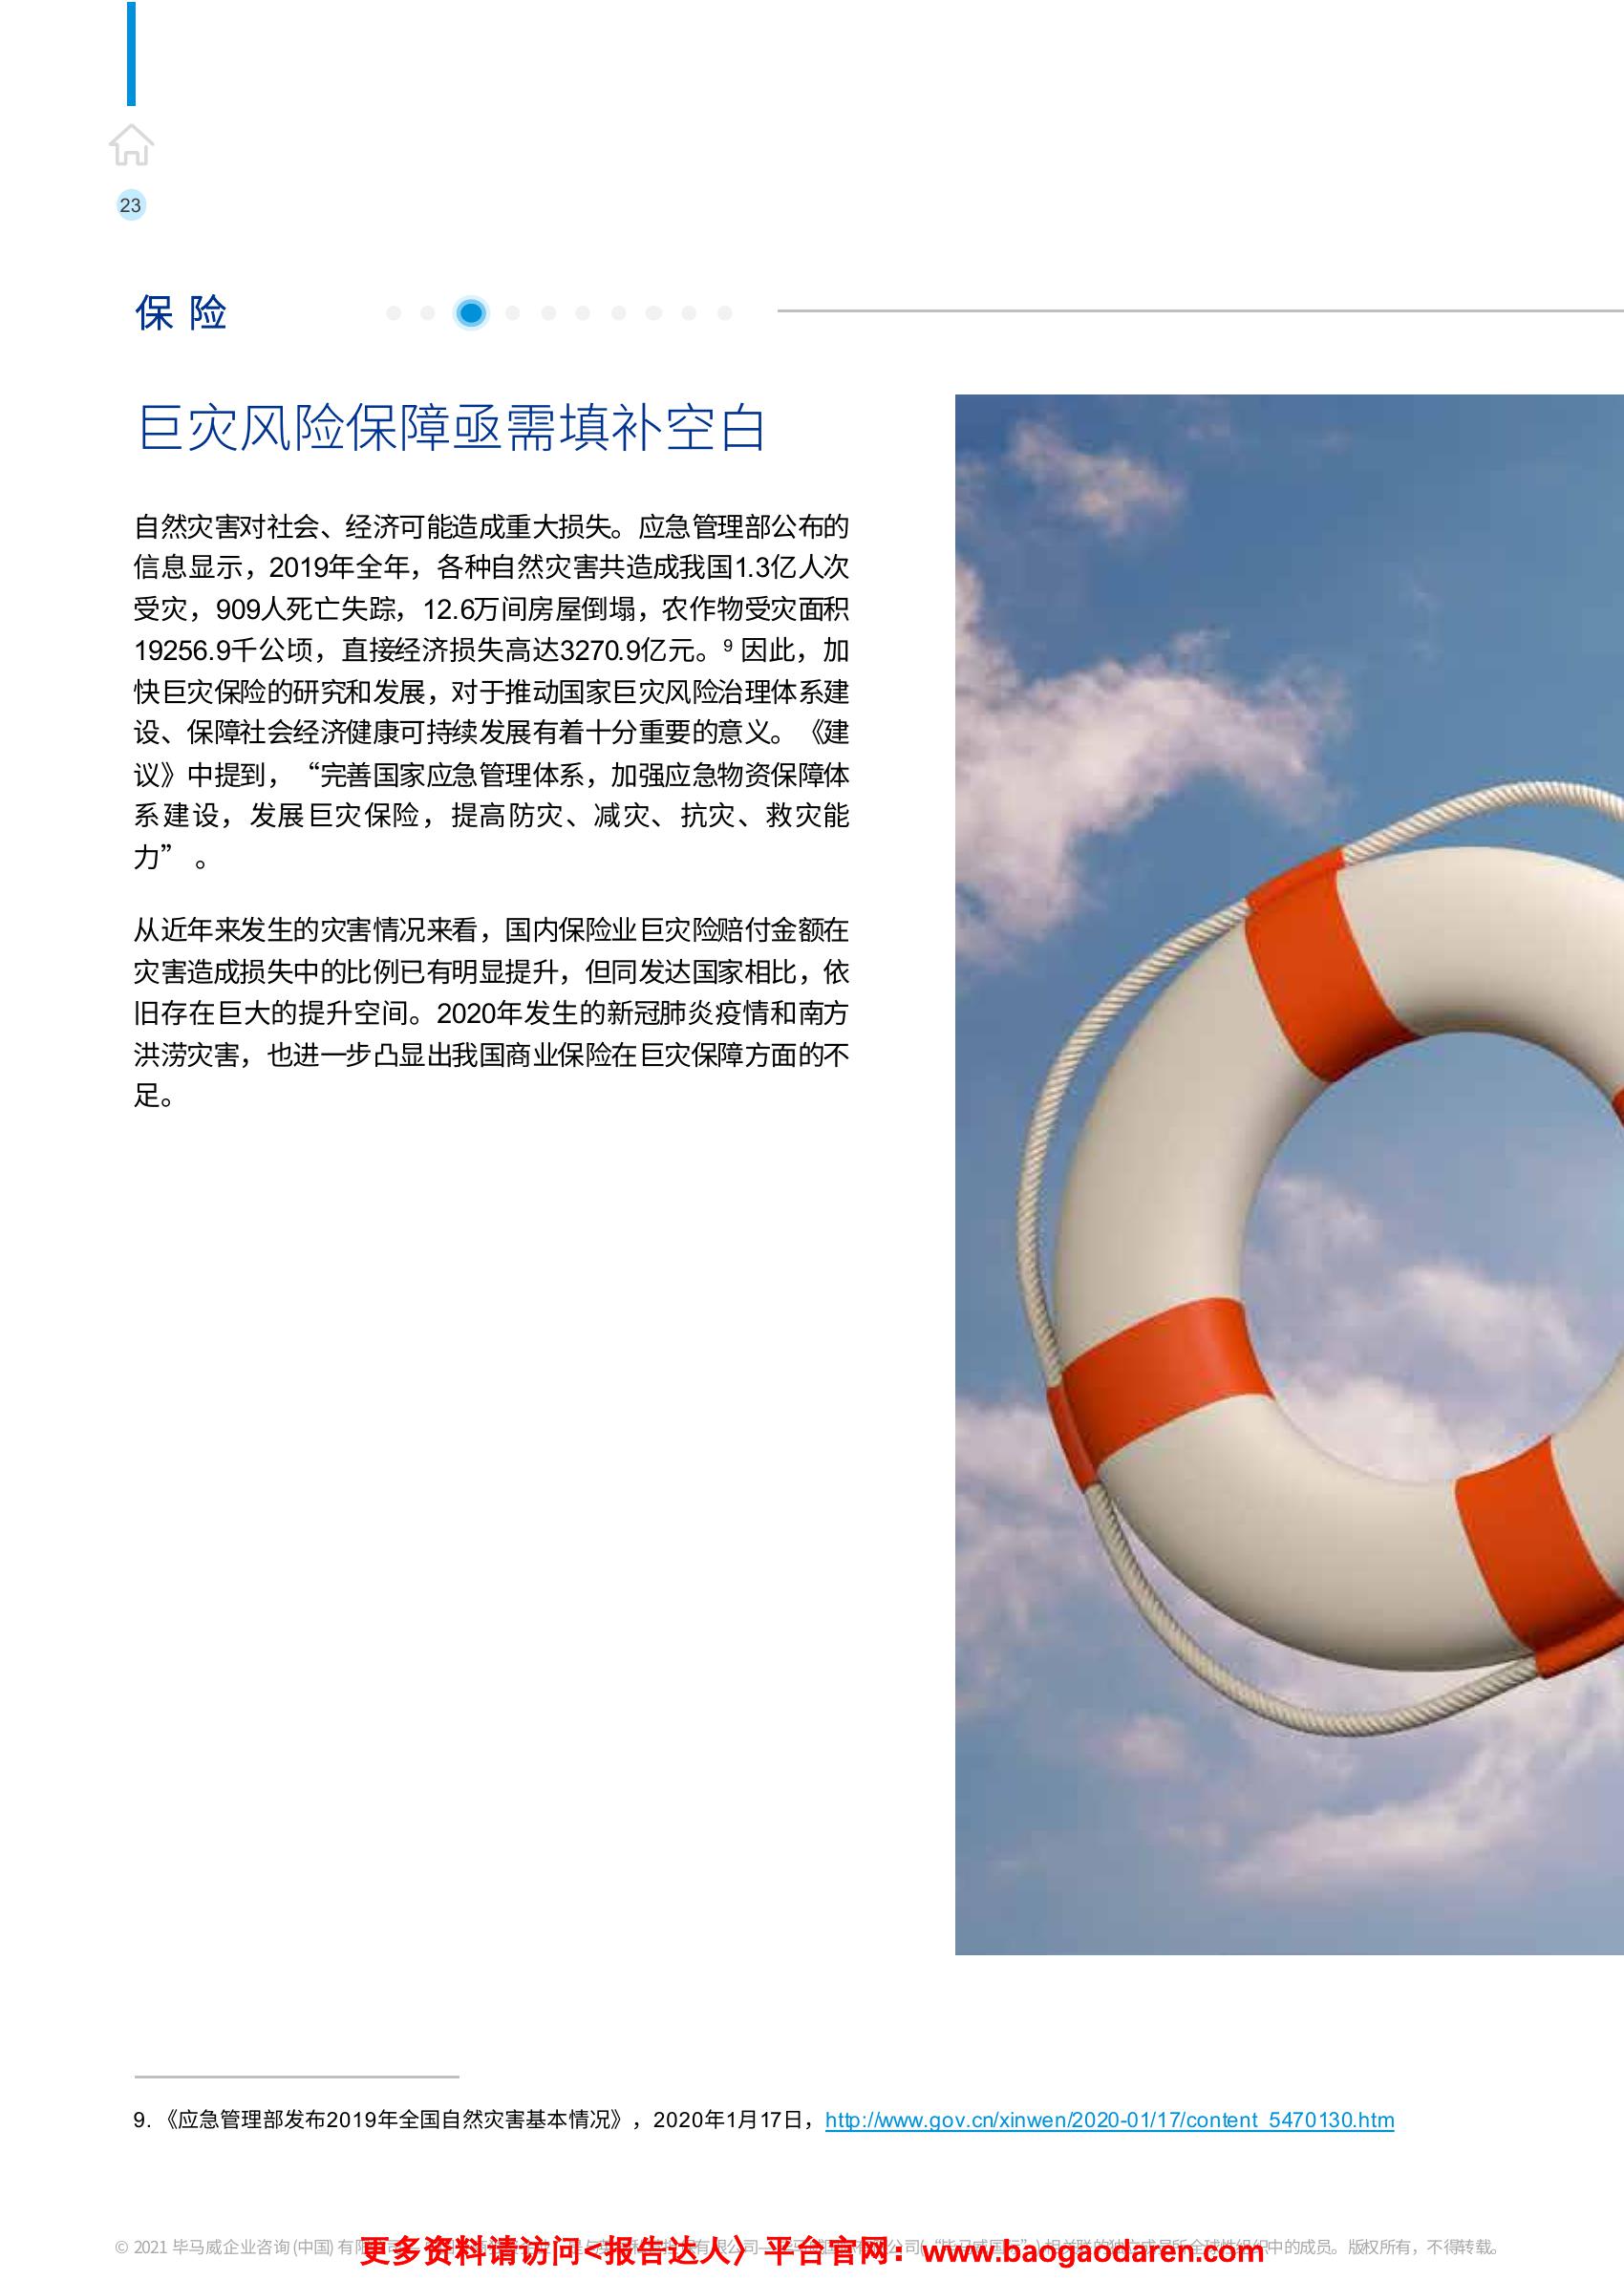 23
保险
巨灾风险保障亟需填补空白
自然灾害对社会、经济可能造成重大损失。应急管理部公布的
信息显示，2019年全年，各种自然灾害共造成我国1.3亿人次
受灾，909人死亡失踪，12.6万间房屋倒塌，农作物受灾面积
19256.9千公顷，直接经济损失高达3270.9亿元。9 因此，加
快巨灾保险的研究和发展，对于推动国家巨灾风险治理体系建
设、保障社会经济健康可持续发展有着十分重要的意义。《建
议》中提到，“完善国家应急管理体系，加强应急物资保障体
系建设，发展巨灾保险，提高防灾、减灾、抗灾、救灾能
力”。
从近年来发生的灾害情况来看，国内保险业巨灾险赔付金额在
灾害造成损失中的比例已有明显提升，但同发达国家相比，依
旧存在巨大的提升空间。2020年发生的新冠肺炎疫情和南方
洪涝灾害，也进一步凸显出我国商业保险在巨灾保障方面的不
足。
9. 《应急管理部发布2019年全国自然灾害基本情况》，2020年1月17日，http://www.gov.cn/xinwen/2020-01/17/content_5470130.htm
© 2021 毕马威企业咨询 (中国) 有限 中的成员。版权所有，不得转载。
更多资料请访问<报告达人〉平台官网：www.baogaodaren.com